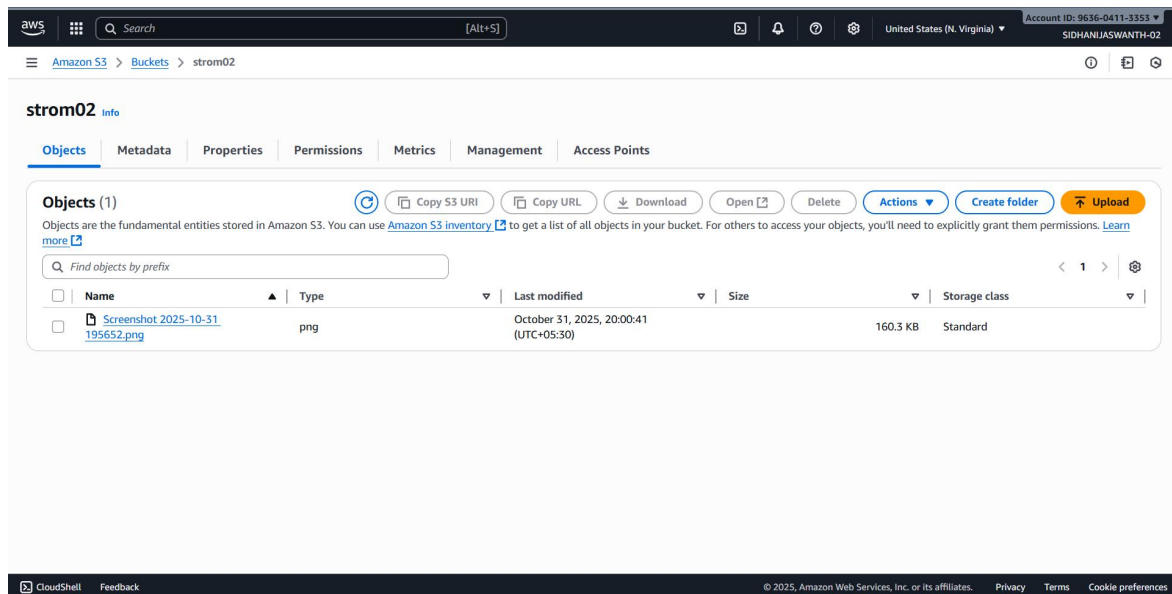 aws
Search
[Alt+S]
United States (N. Virginia) ▼
Account ID: 9636-0411-3353 ▼
SIDHANIJASWANTH-02
Amazon S3 > Buckets > strom02
strom02 Info
Objects Metadata Properties Permissions Metrics Management Access Points
Objects (1)
Copy S3 URI Copy URL Download Open Delete Actions ▼ Create folder Upload
Objects are the fundamental entities stored in Amazon S3. You can use Amazon S3 inventory to get a list of all objects in your bucket. For others to access your objects, you'll need to explicitly grant them permissions. Learn
more
Find objects by prefix
< 1 >
Name Type Last modified Size Storage class
Screenshot 2025-10-31
195652.png
png
October 31, 2025, 20:00:41
(UTC+05:30)
160.3 KB
Standard
CloudShell Feedback © 2025, Amazon Web Services, Inc. or its affiliates. Privacy Terms Cookie preferences